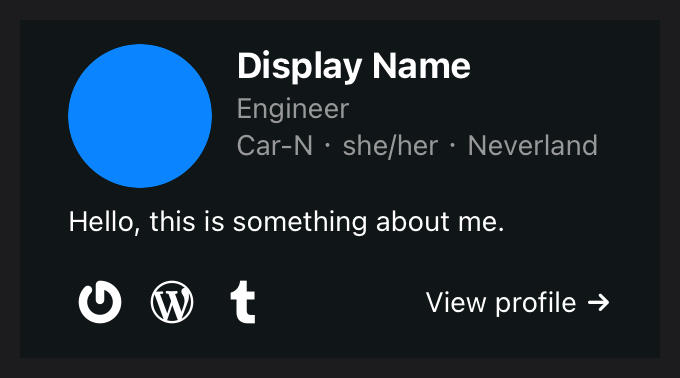 Display Name
Engineer
Car-N · she/her · Neverland
Hello, this is something about me.
View profile →